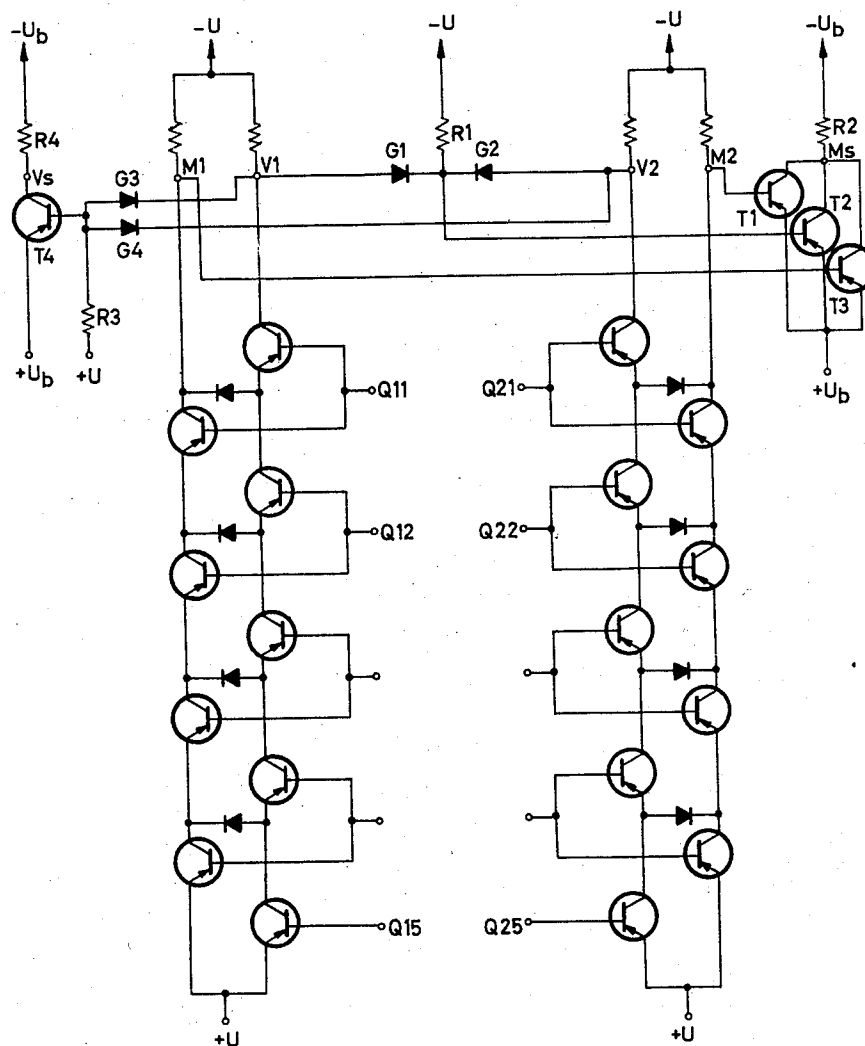 -U
-U
-U
-Ub
-Ub
R4
R1
R2
M1
V1
G1
G2
V2
M2
Ms
Vs
G3
T1
T2
T4
G4
T3
R3
+Ub
+U
+Ub
Q11
Q21
Q12
Q22
Q15
Q25
+U
+U